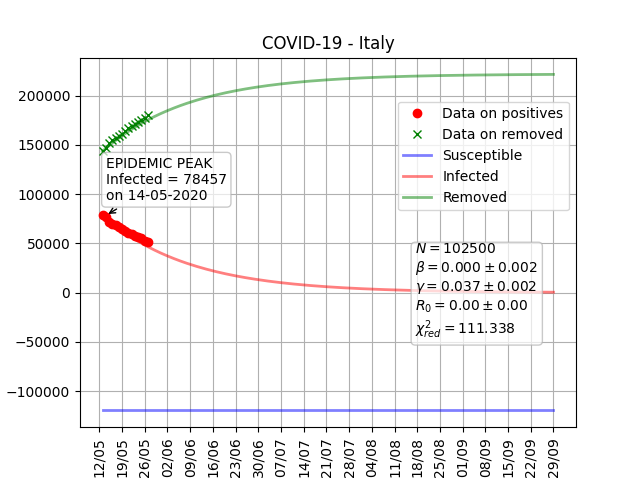 COVID-19 - Italy
200000
150000
100000
50000
0
−50000
−100000
EPIDEMIC PEAK
Infected = 78457
on 14-05-2020
Data on positives
Data on removed
Susceptible
Infected
Removed
N = 102500
β = 0.000 ± 0.002
γ = 0.037 ± 0.002
R₀ = 0.00 ± 0.00
χ²red = 111.338
12/05
19/05
26/05
02/06
09/06
16/06
23/06
30/06
07/07
14/07
21/07
28/07
04/08
11/08
18/08
25/08
01/09
08/09
15/09
22/09
29/09